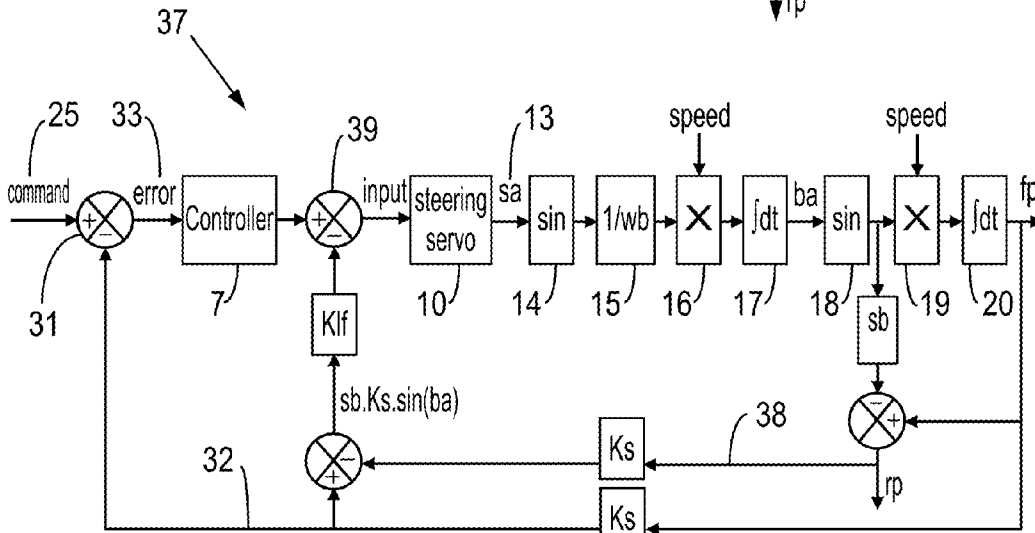 rp
37
25
33
39
13
speed
speed
command
error
input
sa
ba
fp
+
−
Controller
+
−
steering
servo
sin
1/wb
X
∫dt
sin
X
∫dt
31
7
10
14
15
16
17
18
19
20
Klf
sb
sb.Ks.sin(ba)
−
+
38
32
−
+
Ks
rp
Ks